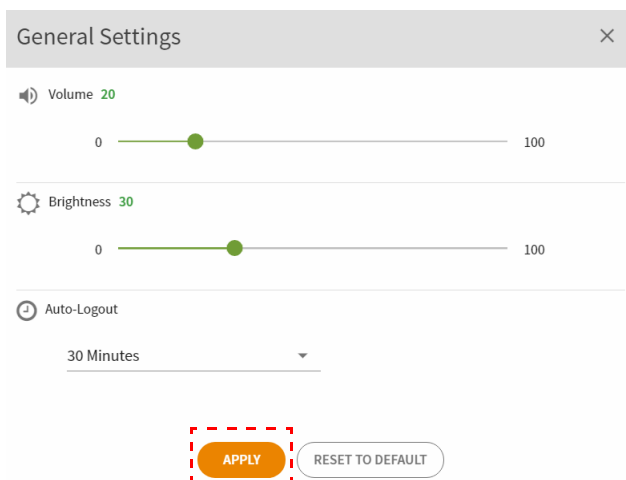 General Settings
Volume 20
0 100
Brightness 30
0 100
Auto-Logout
30 Minutes
APPLY RESET TO DEFAULT